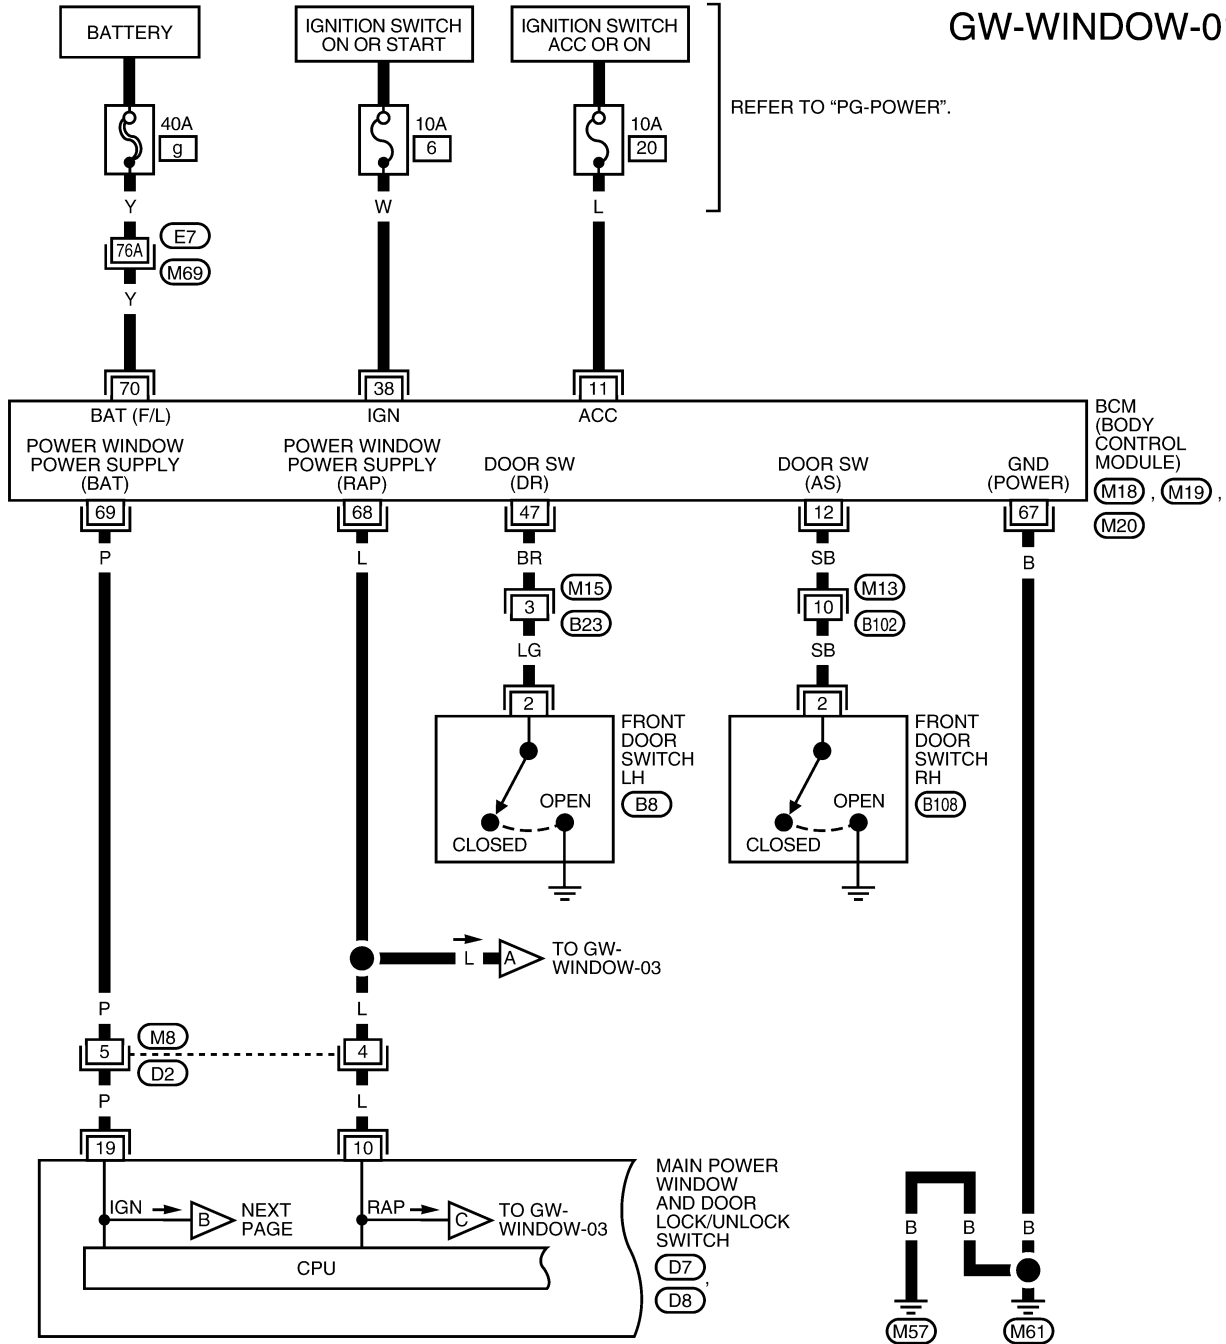 GW-WINDOW-0
BATTERY
IGNITION SWITCH
ON OR START
IGNITION SWITCH
ACC OR ON
REFER TO “PG-POWER”.
40A
g
10A
6
10A
20
Y
W
L
76A
E7
M69
Y
70
38
11
BAT (F/L)
IGN
ACC
BCM
(BODY
CONTROL
MODULE)
M18 , M19 ,
M20
POWER WINDOW
POWER SUPPLY
(BAT)
POWER WINDOW
POWER SUPPLY
(RAP)
DOOR SW
(DR)
DOOR SW
(AS)
GND
(POWER)
69
68
47
12
67
P
L
BR
SB
B
3
M15
B23
10
M13
B102
LG
SB
2
2
FRONT
DOOR
SWITCH
LH
B8
FRONT
DOOR
SWITCH
RH
B108
OPEN
CLOSED
OPEN
CLOSED
L
A
TO GW-
WINDOW-03
P
L
5
M8
D2
4
P
L
19
10
IGN
B
NEXT
PAGE
RAP
C
TO GW-
WINDOW-03
CPU
MAIN POWER
WINDOW
AND DOOR
LOCK/UNLOCK
SWITCH
D7 ,
D8
B
B
B
M57
M61